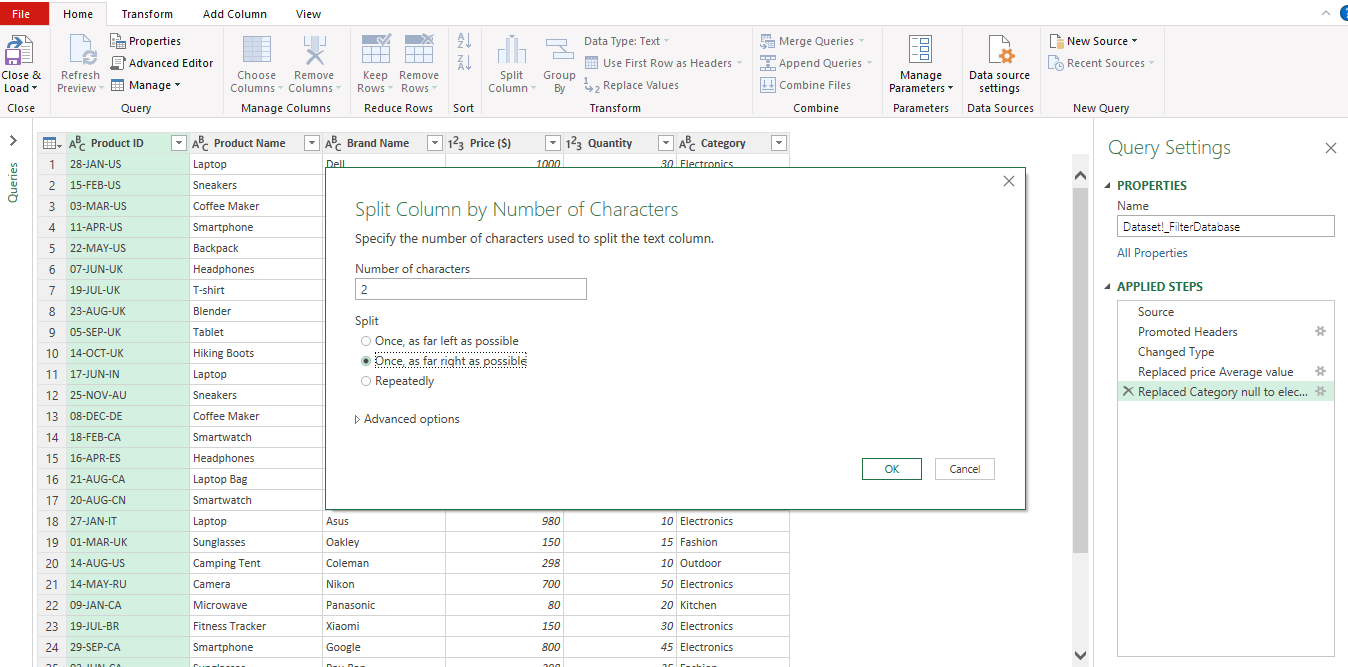 File Home Transform Add Column View
Close & Load
Refresh Preview
Properties
Advanced Editor
Manage
Choose Columns
Remove Columns
Keep Rows
Remove Rows
Split Column
Group By
Data Type: Text
Use First Row as Headers
1 2 Replace Values
Merge Queries
Append Queries
Combine Files
Manage Parameters
Data source settings
New Source
Recent Sources
Close Query Manage Columns Reduce Rows Sort Transform Combine Parameters Data Sources New Query
Queries
ABC Product ID ABC Product Name ABC Brand Name 123 Price ($) 123 Quantity ABC Category
1 28-JAN-US Laptop Dell 1000 30 Electronics
2 15-FEB-US Sneakers
3 03-MAR-US Coffee Maker
4 11-APR-US Smartphone
5 22-MAY-US Backpack
6 07-JUN-UK Headphones
7 19-JUL-UK T-shirt
8 23-AUG-UK Blender
9 05-SEP-UK Tablet
10 14-OCT-UK Hiking Boots
11 17-JUN-IN Laptop
12 25-NOV-AU Sneakers
13 08-DEC-DE Coffee Maker
14 18-FEB-CA Smartwatch
15 16-APR-ES Headphones
16 21-AUG-CA Laptop Bag
17 20-AUG-CN Smartwatch
18 27-JAN-IT Laptop Asus 980 10 Electronics
19 01-MAR-UK Sunglasses Oakley 150 15 Fashion
20 14-AUG-US Camping Tent Coleman 298 10 Outdoor
21 14-MAY-RU Camera Nikon 700 50 Electronics
22 09-JAN-CA Microwave Panasonic 80 20 Kitchen
23 19-JUL-BR Fitness Tracker Xiaomi 150 30 Electronics
24 29-SEP-CA Smartphone Google 800 45 Electronics
Split Column by Number of Characters
Specify the number of characters used to split the text column.
Number of characters
2
Split
Once, as far left as possible
Once, as far right as possible
Repeatedly
Advanced options
OK Cancel
Query Settings
PROPERTIES
Name
Dataset!_FilterDatabase
All Properties
APPLIED STEPS
Source
Promoted Headers
Changed Type
Replaced price Average value
Replaced Category null to elec...